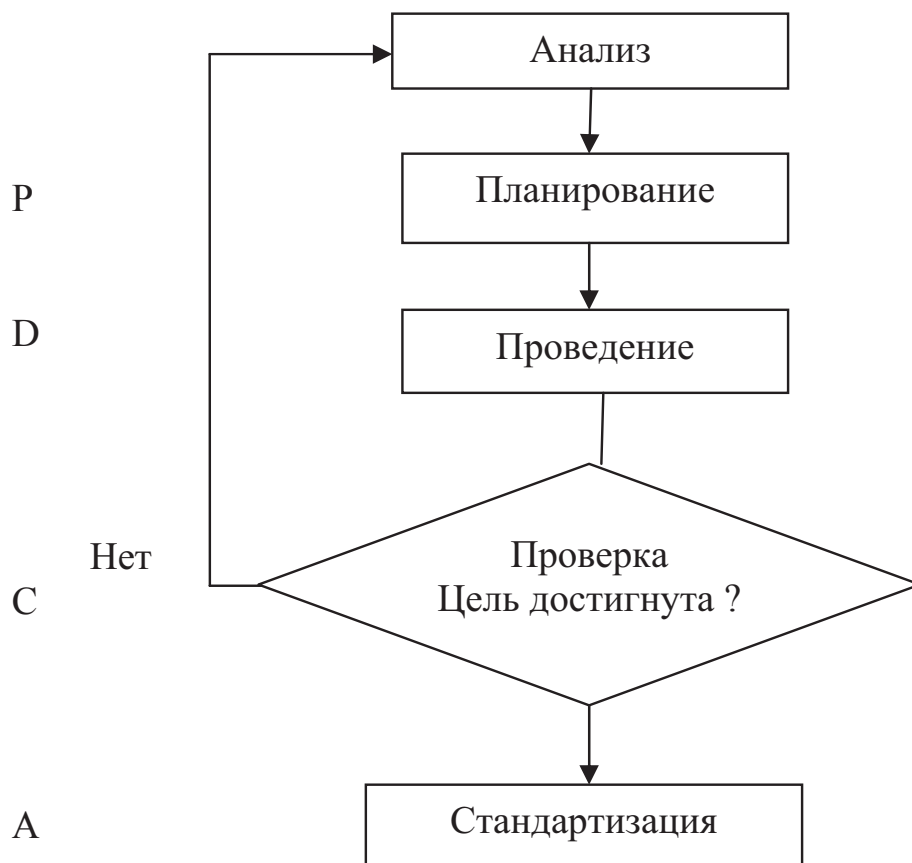 Анализ
P
Планирование
D
Проведение
Нет
Проверка
Цель достигнута ?
C
A
Стандартизация